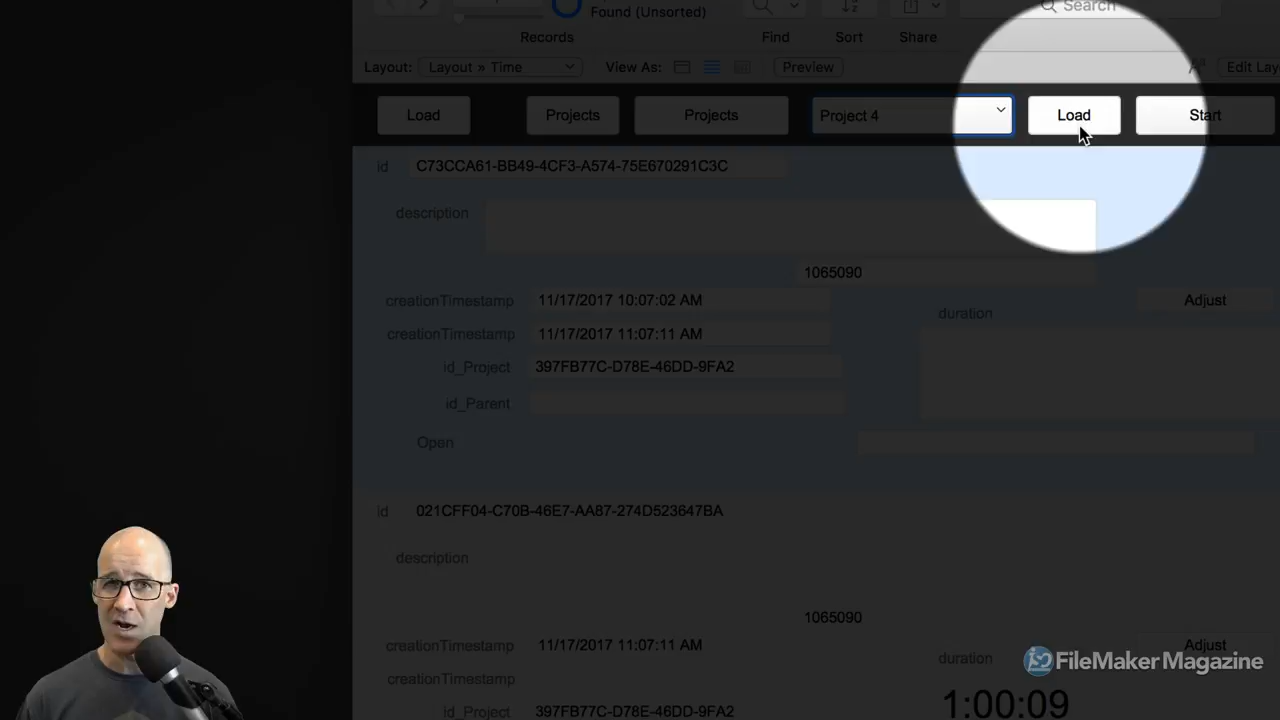 Found (Unsorted)
Search
Records Find Sort Share
Layout: Layout » Time View As: Preview Edit Lay
Load Projects Projects Project 4 Load Start
id C73CCA61-BB49-4CF3-A574-75E670291C3C
description
1065090
creationTimestamp 11/17/2017 10:07:02 AM Adjust
duration
creationTimestamp 11/17/2017 11:07:11 AM
id_Project 397FB77C-D78E-46DD-9FA2
id_Parent
Open
id 021CFF04-C70B-46E7-AA87-274D523647BA
description
1065090
creationTimestamp 11/17/2017 11:07:11 AM Adjust
duration
FileMaker Magazine
creationTimestamp
id_Project 397FB77C-D78E-46DD-9FA2
1:00:09